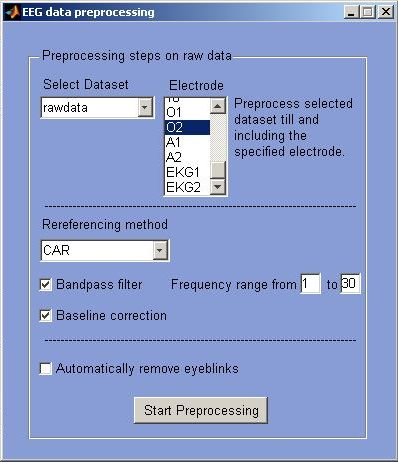 EEG data preprocessing
Preprocessing steps on raw data
Select Dataset
rawdata
Electrode
O1
O2
A1
A2
EKG1
EKG2
Preprocess selected
dataset till and
including the
specified electrode.
Rereferencing method
CAR
Bandpass filter
Frequency range from 1 to 30
Baseline correction
Automatically remove eyeblinks
Start Preprocessing